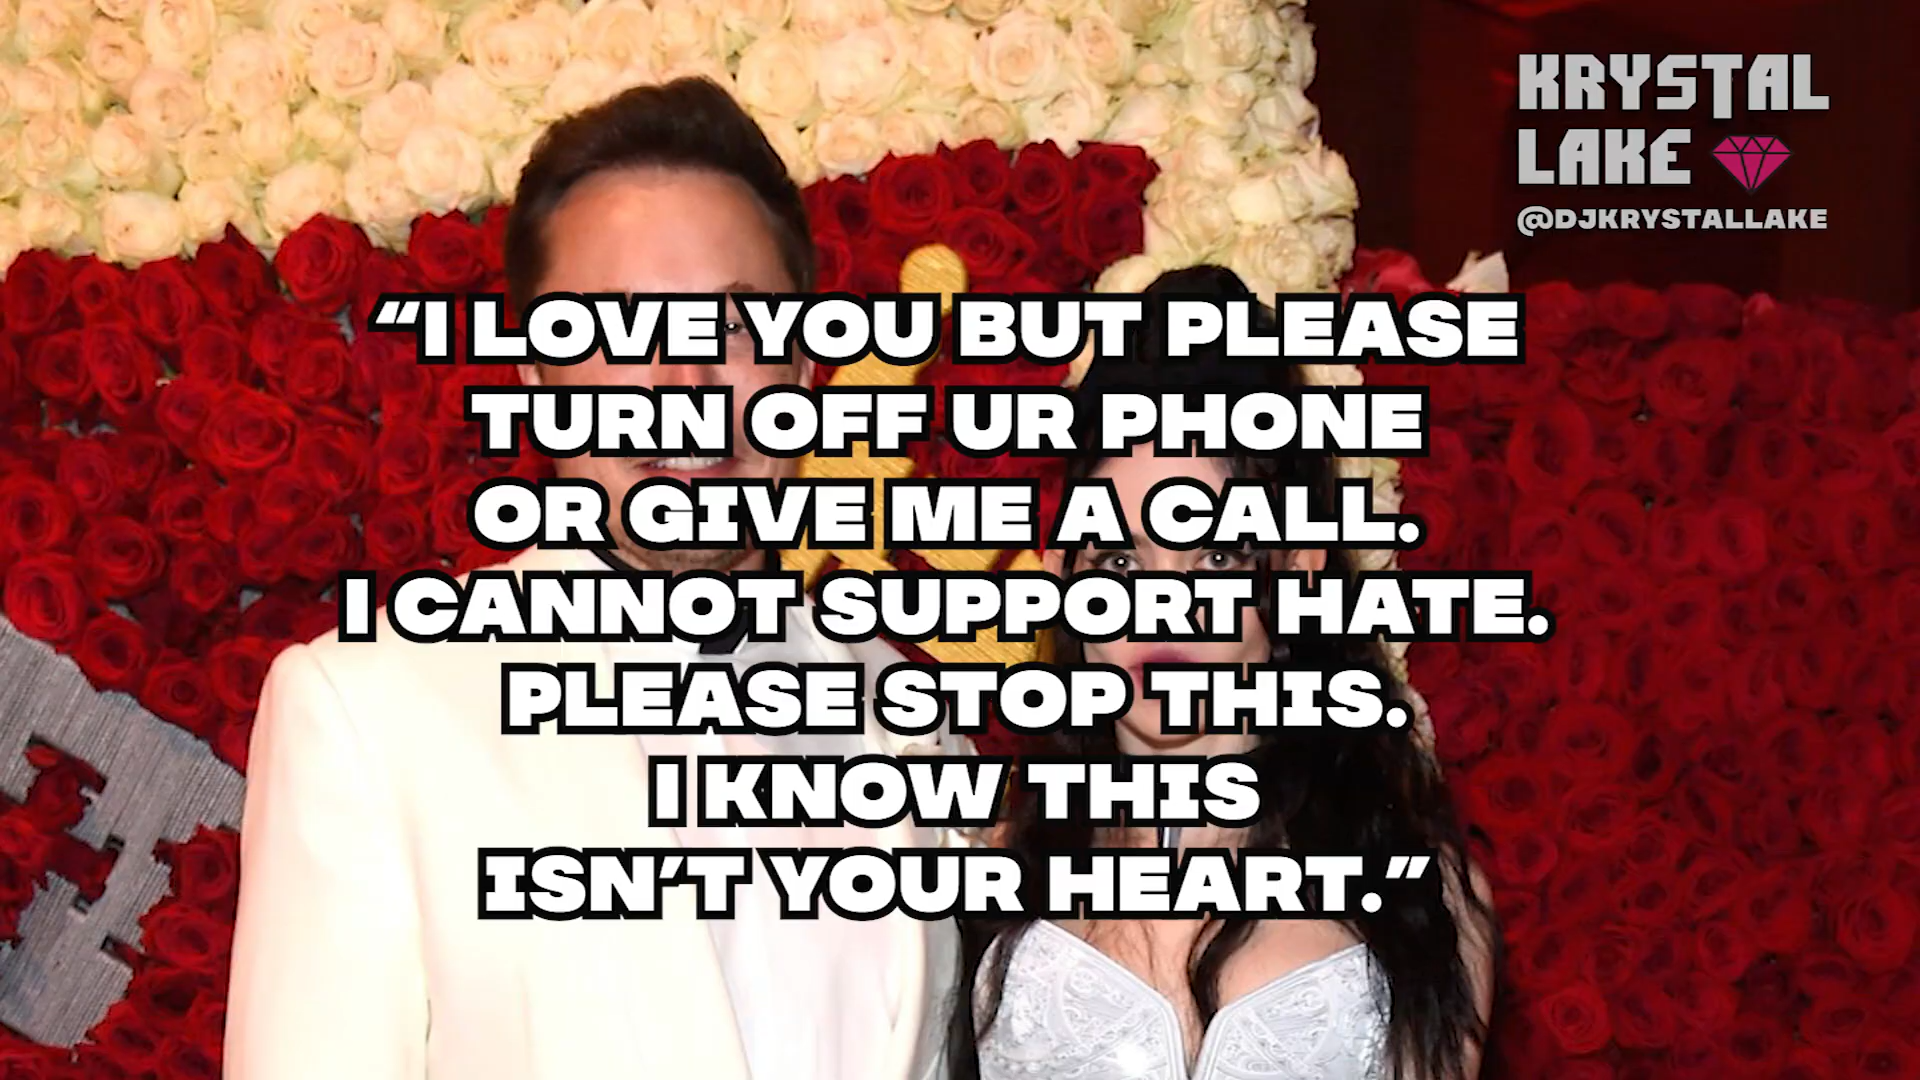 KRYSTAL
LAKE
@DJKRYSTALLAKE
“I LOVE YOU BUT PLEASE
TURN OFF UR PHONE
OR GIVE ME A CALL.
I CANNOT SUPPORT HATE.
PLEASE STOP THIS.
I KNOW THIS
ISN’T YOUR HEART.”